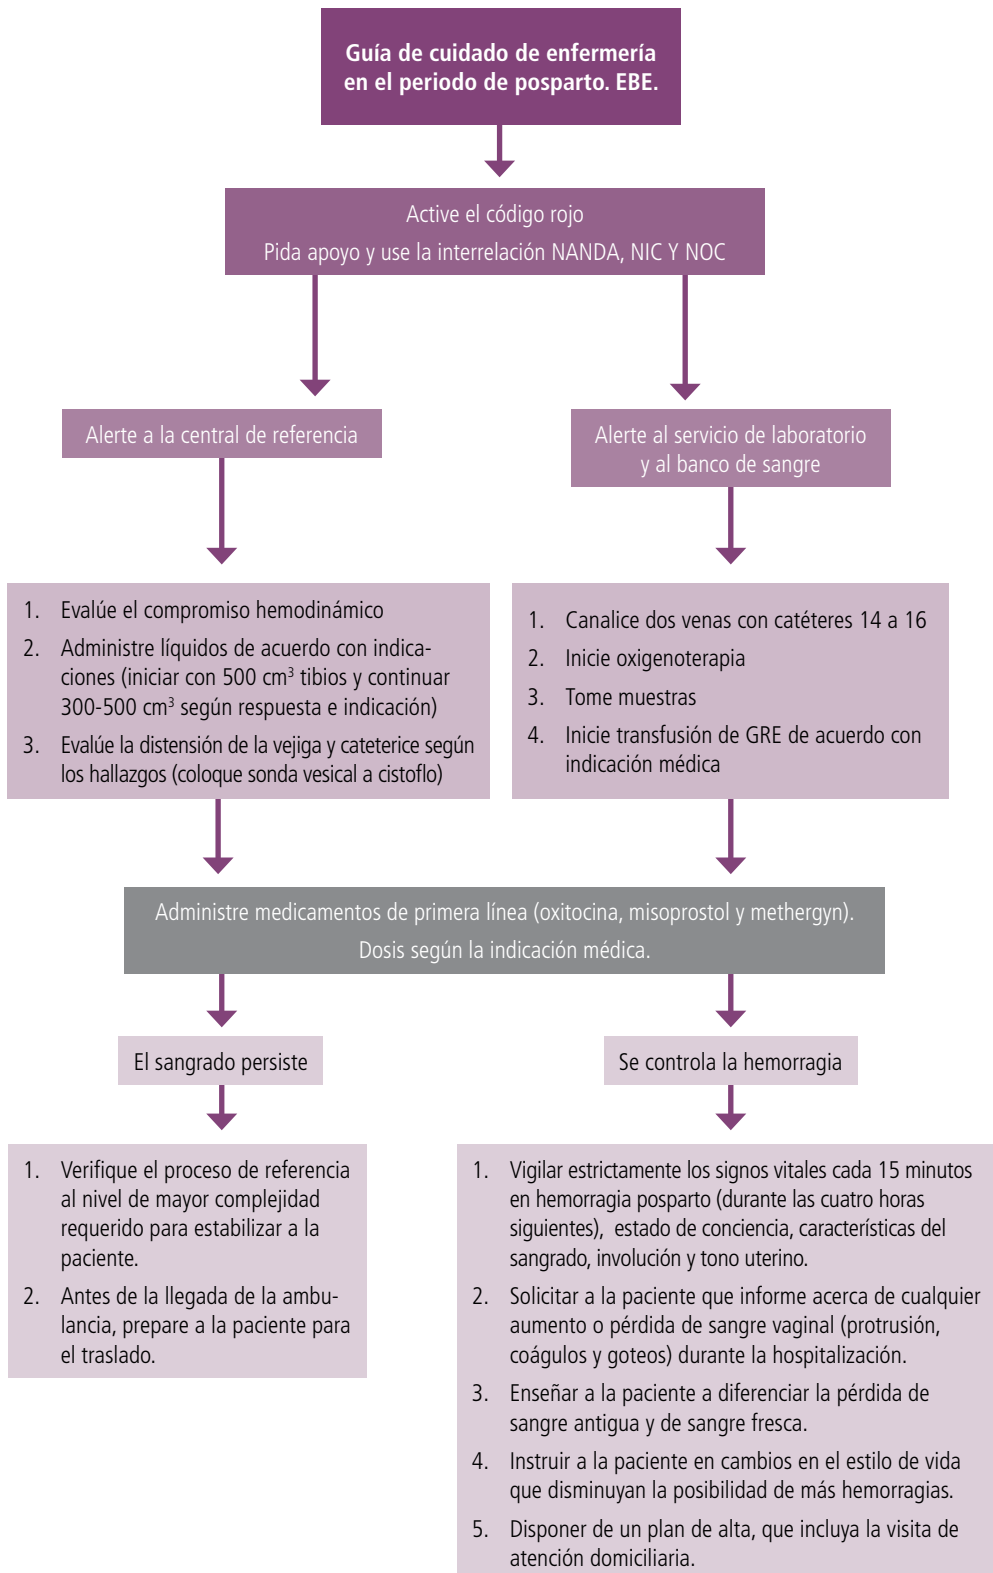 Guía de cuidado de enfermería
en el periodo de posparto. EBE.
Active el código rojo
Pida apoyo y use la interrelación NANDA, NIC Y NOC
Alerte a la central de referencia
Alerte al servicio de laboratorio
y al banco de sangre
1. Evalúe el compromiso hemodinámico
2. Administre líquidos de acuerdo con indica-
ciones (iniciar con 500 cm³ tibios y continuar
300-500 cm³ según respuesta e indicación)
3. Evalúe la distensión de la vejiga y cateterice según
los hallazgos (coloque sonda vesical a cistoflo)
1. Canalice dos venas con catéteres 14 a 16
2. Inicie oxigenoterapia
3. Tome muestras
4. Inicie transfusión de GRE de acuerdo con
indicación médica
Administre medicamentos de primera línea (oxitocina, misoprostol y methergyn).
Dosis según la indicación médica.
El sangrado persiste
Se controla la hemorragia
1. Verifique el proceso de referencia
al nivel de mayor complejidad
requerido para estabilizar a la
paciente.
2. Antes de la llegada de la ambu-
lancia, prepare a la paciente para
el traslado.
1. Vigilar estrictamente los signos vitales cada 15 minutos
en hemorragia posparto (durante las cuatro horas
siguientes), estado de conciencia, características del
sangrado, involución y tono uterino.
2. Solicitar a la paciente que informe acerca de cualquier
aumento o pérdida de sangre vaginal (protrusión,
coágulos y goteos) durante la hospitalización.
3. Enseñar a la paciente a diferenciar la pérdida de
sangre antigua y de sangre fresca.
4. Instruir a la paciente en cambios en el estilo de vida
que disminuyan la posibilidad de más hemorragias.
5. Disponer de un plan de alta, que incluya la visita de
atención domiciliaria.